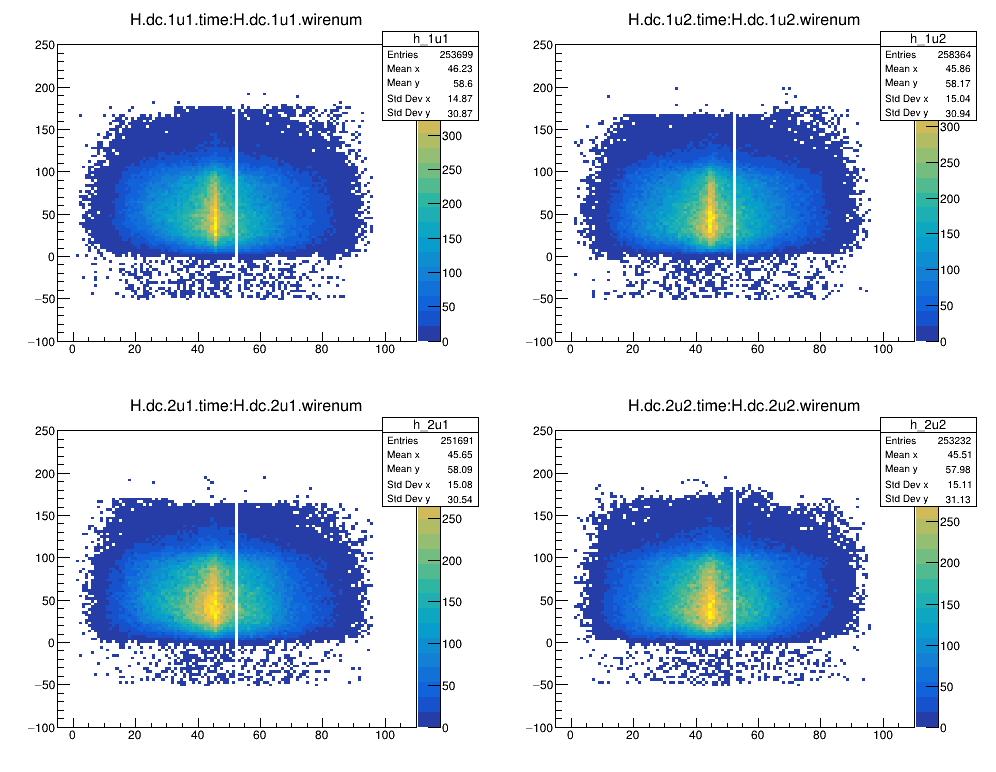 H.dc.1u1.time:H.dc.1u1.wirenum
h_1u1
Entries 253699
Mean x 46.23
Mean y 58.6
Std Dev x 14.87
Std Dev y 30.87
250
200
150
100
50
0
−50
−100
0 20 40 60 80 100
300
250
200
150
100
50
0
H.dc.1u2.time:H.dc.1u2.wirenum
h_1u2
Entries 258364
Mean x 45.86
Mean y 58.17
Std Dev x 15.04
Std Dev y 30.94
250
200
150
100
50
0
−50
−100
0 20 40 60 80 100
300
250
200
150
100
50
0
H.dc.2u1.time:H.dc.2u1.wirenum
h_2u1
Entries 251691
Mean x 45.65
Mean y 58.09
Std Dev x 15.08
Std Dev y 30.54
250
200
150
100
50
0
−50
−100
0 20 40 60 80 100
250
200
150
100
50
0
H.dc.2u2.time:H.dc.2u2.wirenum
h_2u2
Entries 253232
Mean x 45.51
Mean y 57.98
Std Dev x 15.11
Std Dev y 31.13
250
200
150
100
50
0
−50
−100
0 20 40 60 80 100
250
200
150
100
50
0